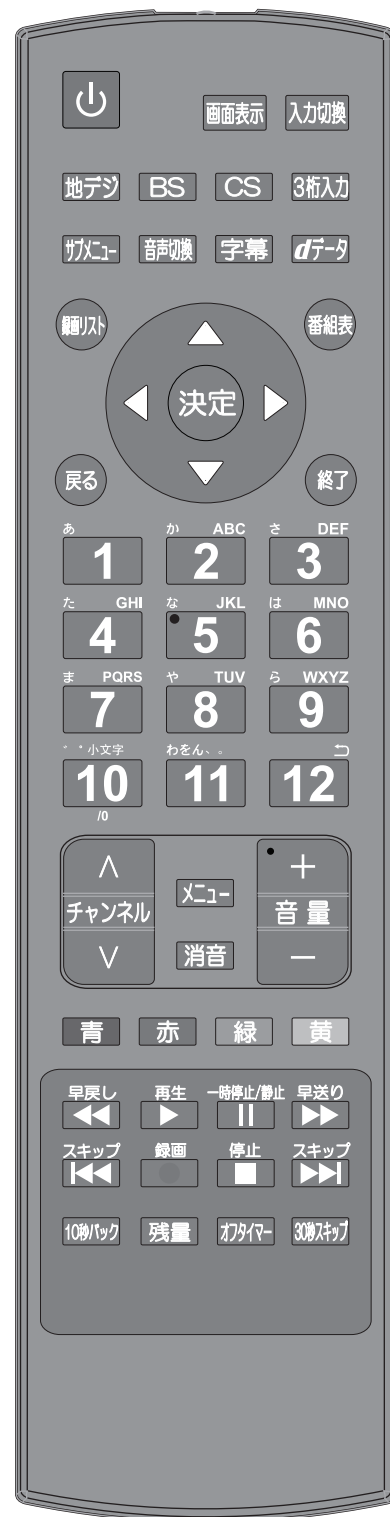 画面表示 入力切換
地デジ BS CS 3桁入力
サブメニュー 音声切換 字幕 dデータ
録画リスト 番組表
決定
戻る 終了
あ か ABC さ DEF
1 2 3
た GHI な JKL は MNO
4 5 6
ま PQRS や TUV ら WXYZ
7 8 9
゛゜小文字 わをん、。
10 11 12
/0
∧ +
メニュー
チャンネル 音量
消音
∨ −
青 赤 緑 黄
早戻し 再生 一時停止/静止 早送り
スキップ 録画 停止 スキップ
10秒バック 残量 オフタイマー 30秒スキップ